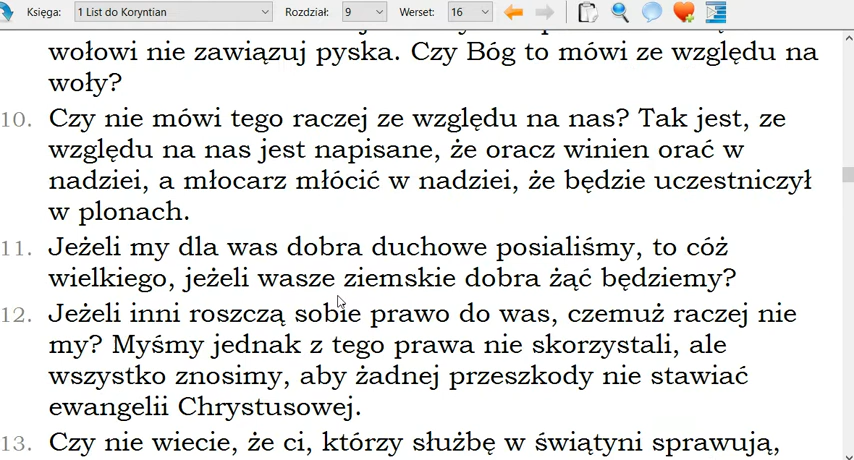 Księga: 1 List do Koryntian Rozdział: 9 Werset: 16
wołowi nie zawiązuj pyska. Czy Bóg to mówi ze względu na
woły?
10. Czy nie mówi tego raczej ze względu na nas? Tak jest, ze
względu na nas jest napisane, że oracz winien orać w
nadziei, a młocarz młócić w nadziei, że będzie uczestniczył
w plonach.
11. Jeżeli my dla was dobra duchowe posialiśmy, to cóż
wielkiego, jeżeli wasze ziemskie dobra żąć będziemy?
12. Jeżeli inni roszczą sobie prawo do was, czemuż raczej nie
my? Myśmy jednak z tego prawa nie skorzystali, ale
wszystko znosimy, aby żadnej przeszkody nie stawiać
ewangelii Chrystusowej.
13. Czy nie wiecie, że ci, którzy służbę w świątyni sprawują,